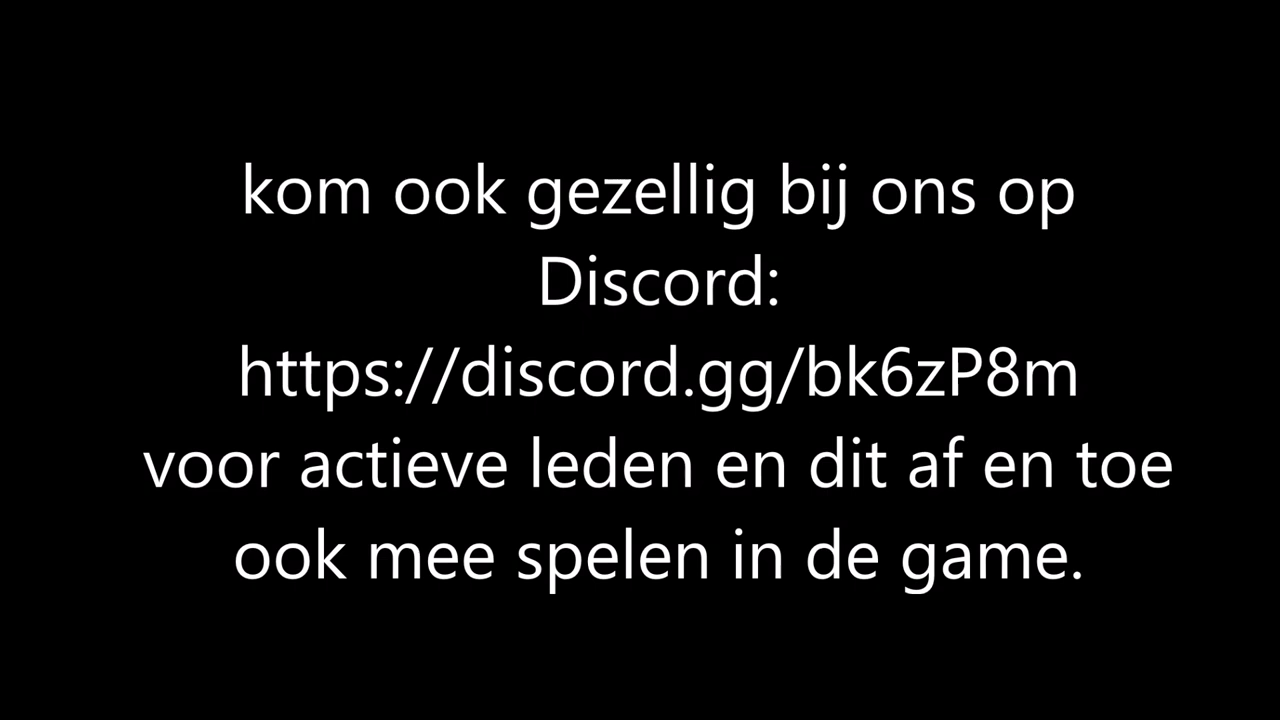 kom ook gezellig bij ons op
Discord:
https://discord.gg/bk6zP8m
voor actieve leden en dit af en toe
ook mee spelen in de game.